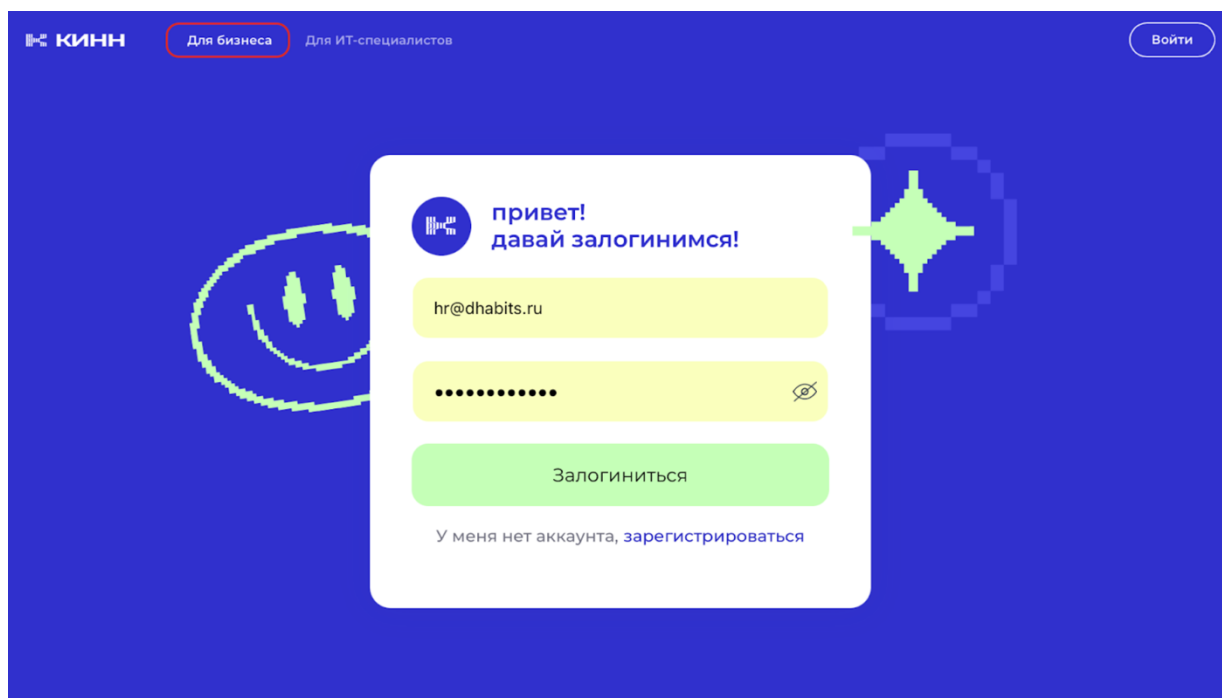 КИНН
Для бизнеса
Для ИТ-специалистов
Войти
привет!
давай залогинимся!
hr@dhabits.ru
••••••••••••
Залогиниться
У меня нет аккаунта, зарегистрироваться